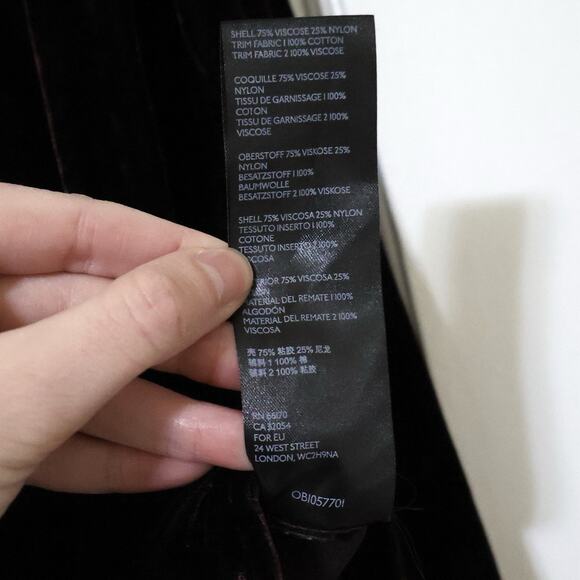 SHELL 75% VISCOSE 25% NYLON
TRIM FABRIC 1 100% COTTON
TRIM FABRIC 2 100% VISCOSE
COQUILLE 75% VISCOSE 25%
NYLON
TISSU DE GARNISSAGE 1 100%
COTON
TISSU DE GARNISSAGE 2 100%
VISCOSE
OBERSTOFF 75% VISKOSE 25%
NYLON
BESATZSTOFF 1 100%
BAUMWOLLE
BESATZSTOFF 2 100% VISKOSE
SHELL 75% VISCOSA 25% NYLON
TESSUTO INSERTO 1 100%
COTONE
TESSUTO INSERTO 2 100%
75% VISCOSA 25%
MATERIAL DEL REMATE 1 100%
ALGODÓN
MATERIAL DEL REMATE 2 100%
VISCOSA
壳 75% 粘胶 25% 尼龙
辅料 1 100% 棉
辅料 2 100% 粘胶
RN 66170
CA 32054
FOR EU
24 WEST STREET
LONDON, WC2H9NA